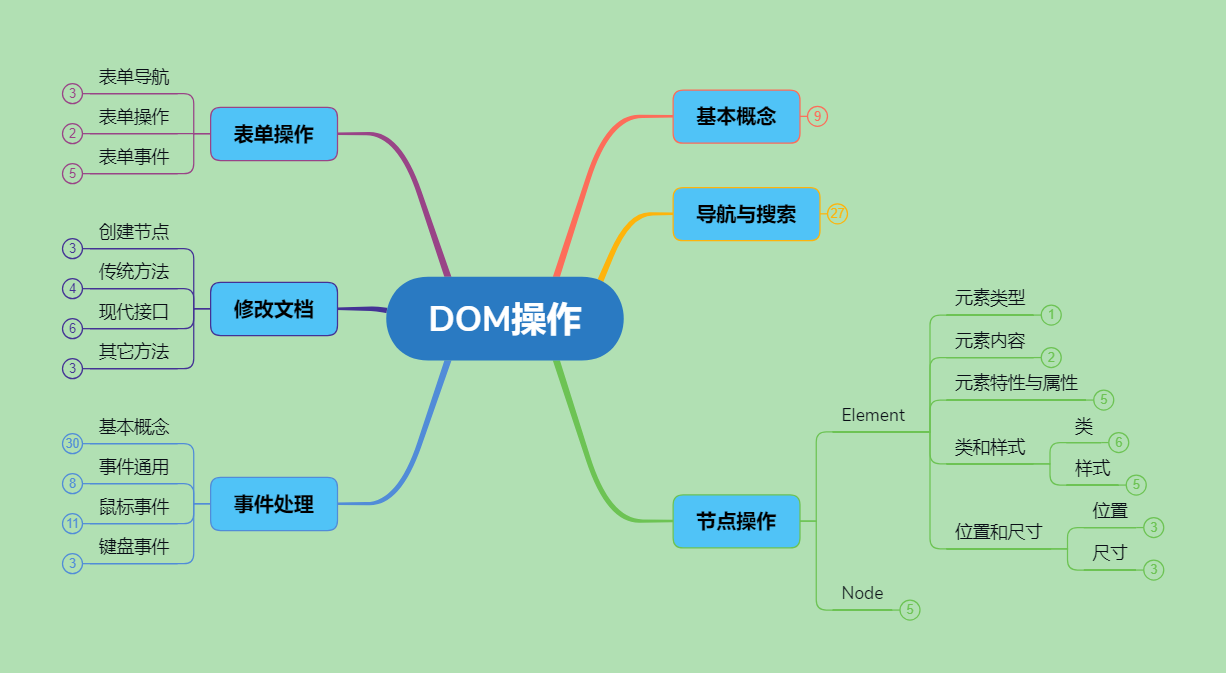 DOM操作
基本概念
9
导航与搜索
27
节点操作
Element
元素类型
1
元素内容
2
元素特性与属性
5
类和样式
类
6
样式
5
位置和尺寸
位置
3
尺寸
3
Node
5
表单操作
表单导航
3
表单操作
2
表单事件
5
修改文档
创建节点
3
传统方法
4
现代接口
6
其它方法
3
事件处理
基本概念
30
事件通用
8
鼠标事件
11
键盘事件
3